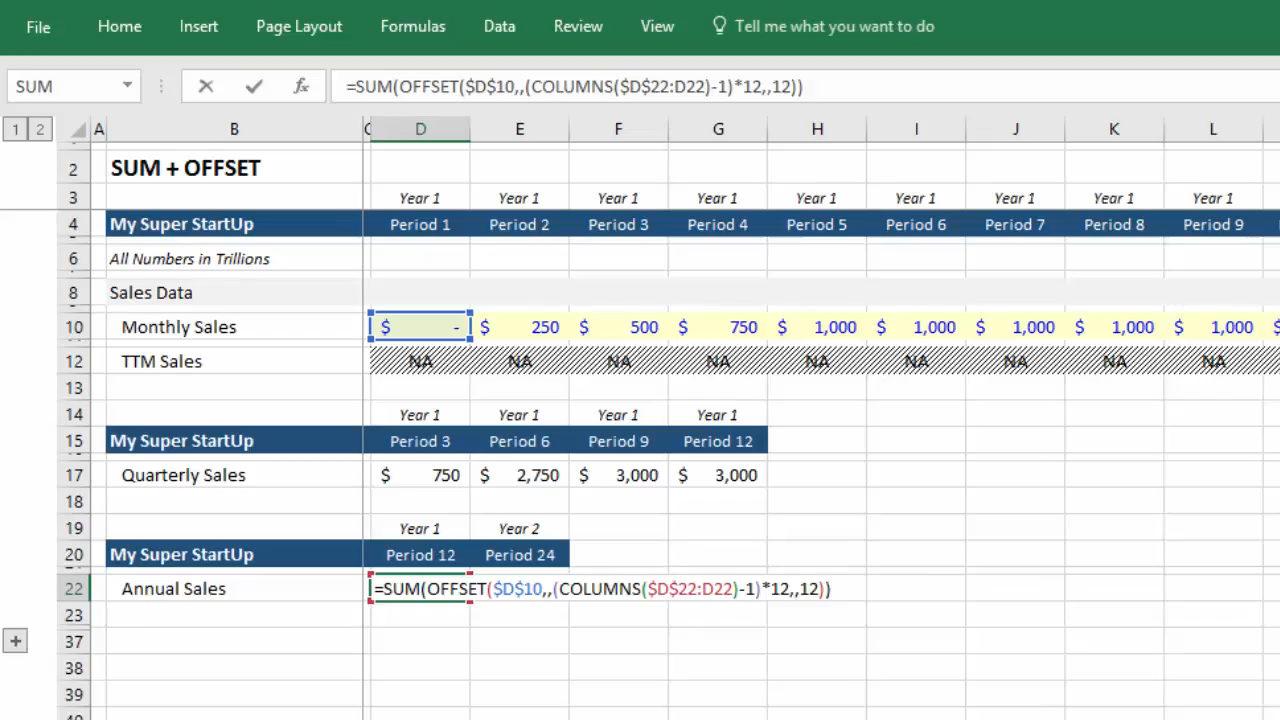 File Home Insert Page Layout Formulas Data Review View Tell me what you want to do
SUM fx =SUM(OFFSET($D$10,,(COLUMNS($D$22:D22)-1)*12,,12))
1 2 A B C D E F G H I J K L
2 SUM + OFFSET
3 Year 1 Year 1 Year 1 Year 1 Year 1 Year 1 Year 1 Year 1 Year 1
4 My Super StartUp Period 1 Period 2 Period 3 Period 4 Period 5 Period 6 Period 7 Period 8 Period 9
6 All Numbers in Trillions
8 Sales Data
10 Monthly Sales $ - $ 250 $ 500 $ 750 $ 1,000 $ 1,000 $ 1,000 $ 1,000 $ 1,000 $
12 TTM Sales NA NA NA NA NA NA NA NA NA
13
14 Year 1 Year 1 Year 1 Year 1
15 My Super StartUp Period 3 Period 6 Period 9 Period 12
17 Quarterly Sales $ 750 $ 2,750 $ 3,000 $ 3,000
18
19 Year 1 Year 2
20 My Super StartUp Period 12 Period 24
22 Annual Sales =SUM(OFFSET($D$10,,(COLUMNS($D$22:D22)-1)*12,,12))
23
+ 37
38
39